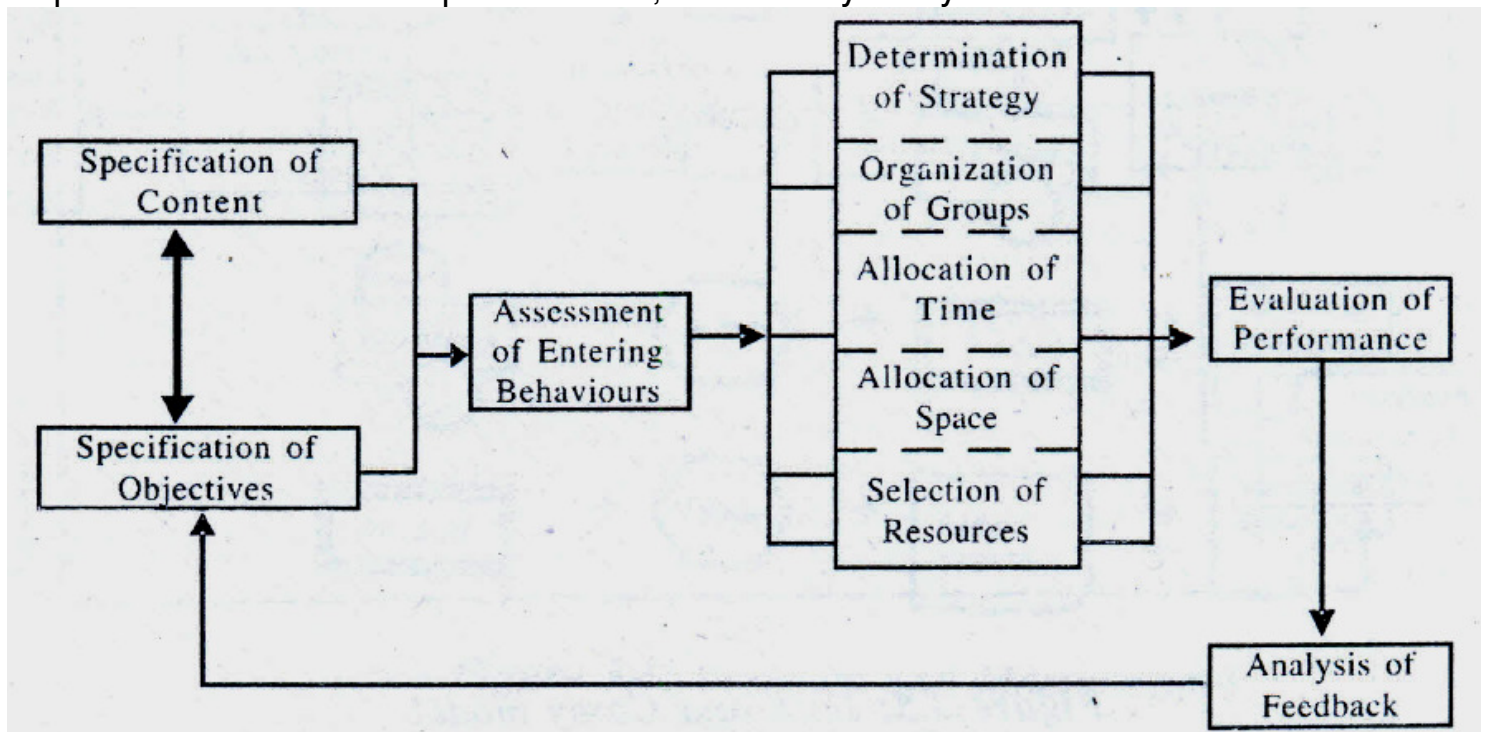 Specification of
Content
Specification of
Objectives
Assessment
of Entering
Behaviours
Determination
of Strategy
Organization
of Groups
Allocation of
Time
Allocation of
Space
Selection of
Resources
Evaluation of
Performance
Analysis of
Feedback